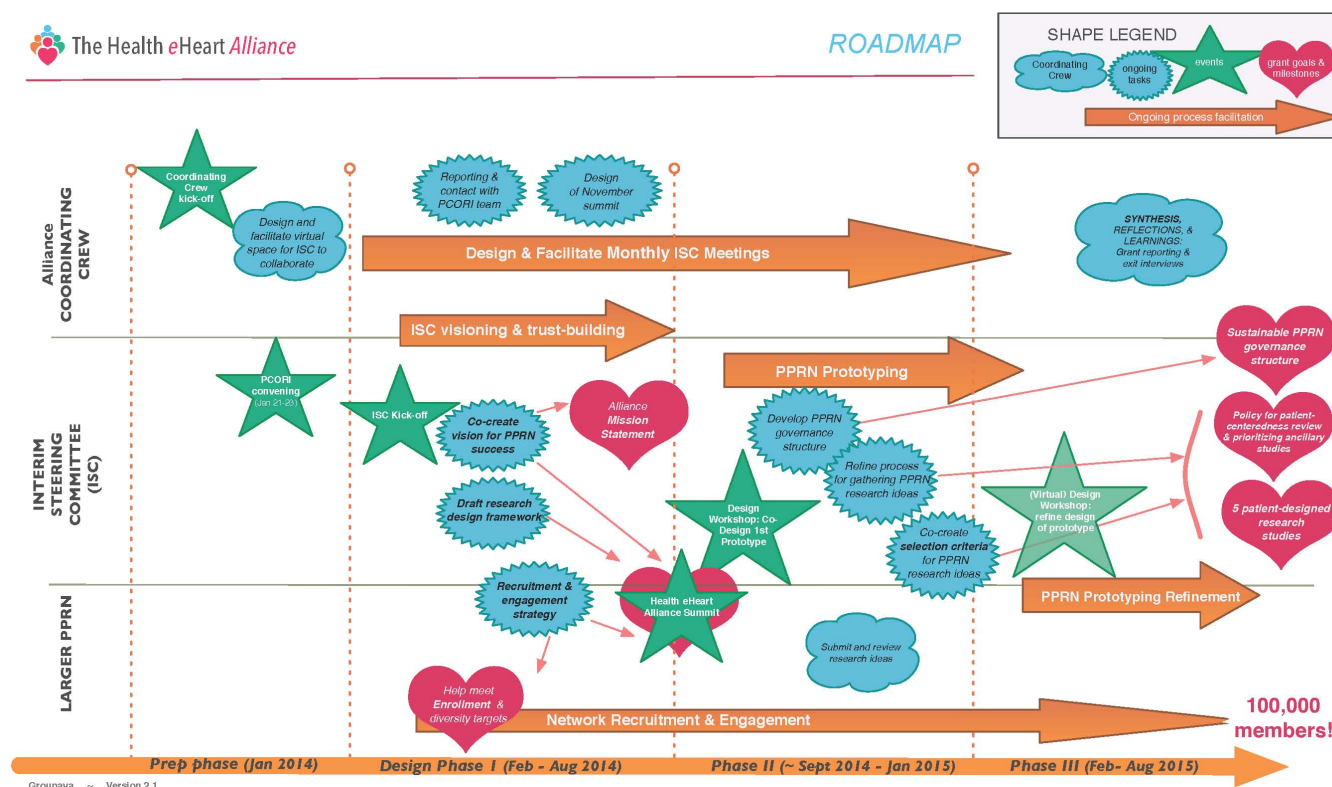 The Health eHeart Alliance
ROADMAP
SHAPE LEGEND
Coordinating
Crew
ongoing
tasks
events
grant goals &
milestones
Ongoing process facilitation
Alliance
COORDINATING
CREW
Coordinating
Crew
kick-off
Design and
facilitate virtual
space for ISC to
collaborate
Reporting &
contact with
PCORI team
Design
of November
summit
Design & Facilitate Monthly ISC Meetings
SYNTHESIS,
REFLECTIONS, &
LEARNINGS:
Grant reporting &
exit interviews
ISC visioning & trust-building
INTERIM
STEERING
COMMITTEE
(ISC)
PCORI
convening
(Jan 21-23)
ISC Kick-off
Co-create
vision for PPRN
success
Alliance
Mission
Statement
Draft research
design framework
PPRN Prototyping
Develop PPRN
governance
structure
Refine process
for gathering PPRN
research ideas
Design
Workshop: Co-
Design 1st
Prototype
Co-create
selection criteria
for PPRN
research ideas
(Virtual) Design
Workshop:
refine design
of prototype
Sustainable PPRN
governance
structure
Policy for patient-
centeredness review
& prioritizing ancillary
studies
5 patient-designed
research
studies
LARGER PPRN
Recruitment &
engagement
strategy
Health eHeart
Alliance Summit
PPRN Prototyping Refinement
Submit and review
research ideas
Help meet
Enrollment &
diversity targets
Network Recruitment & Engagement
100,000
members!
Prep phase (Jan 2014)
Design Phase I (Feb - Aug 2014)
Phase II (~ Sept 2014 - Jan 2015)
Phase III (Feb- Aug 2015)
Groupaya ~ Version 2.1